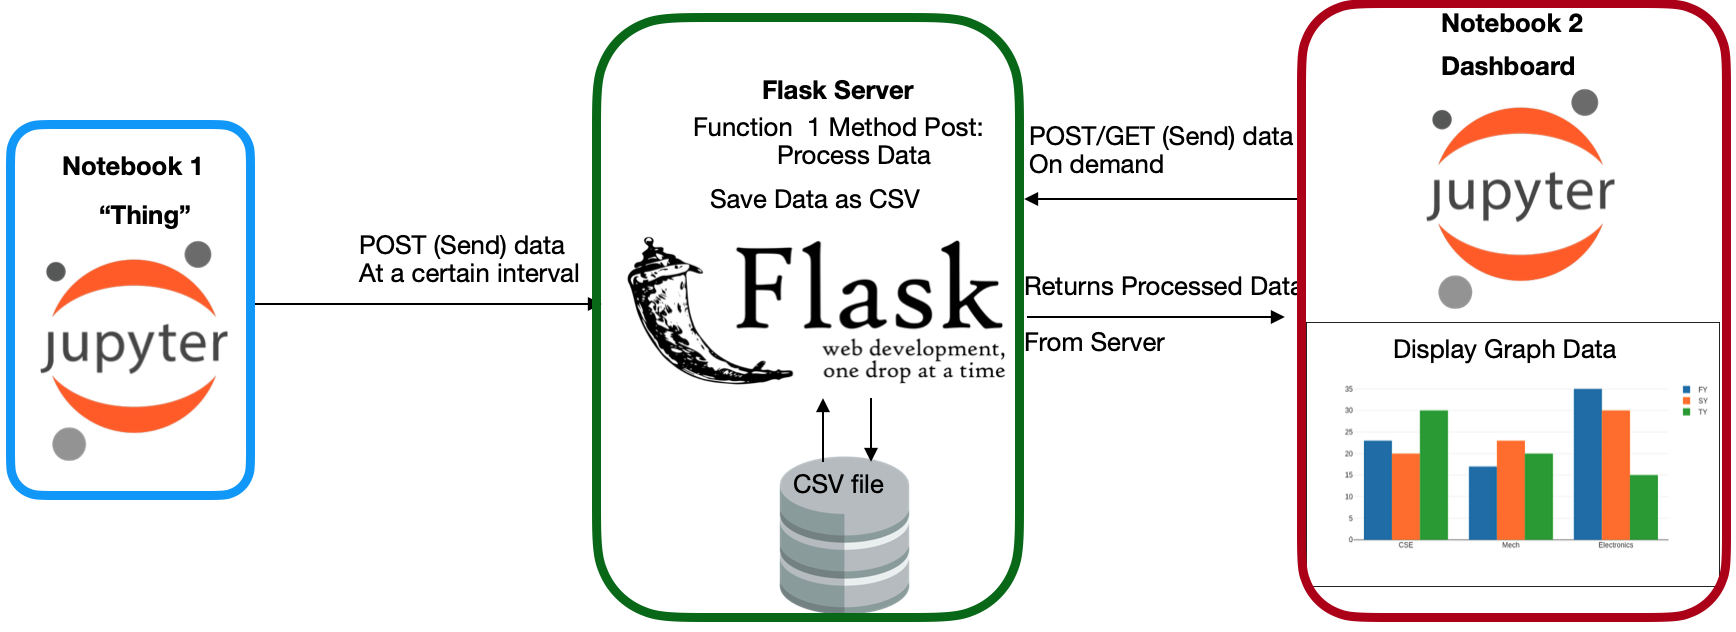 Notebook 1
“Thing”
jupyter
POST (Send) data
At a certain interval
Flask Server
Function  1 Method Post:
Process Data
Save Data as CSV
Flask
web development,
one drop at a time
CSV file
POST/GET (Send) data
On demand
Returns Processed Data
From Server
Notebook 2
Dashboard
jupyter
Display Graph Data
35
30
25
20
15
10
5
0
CSE
Mech
Electronics
FY
SY
TY